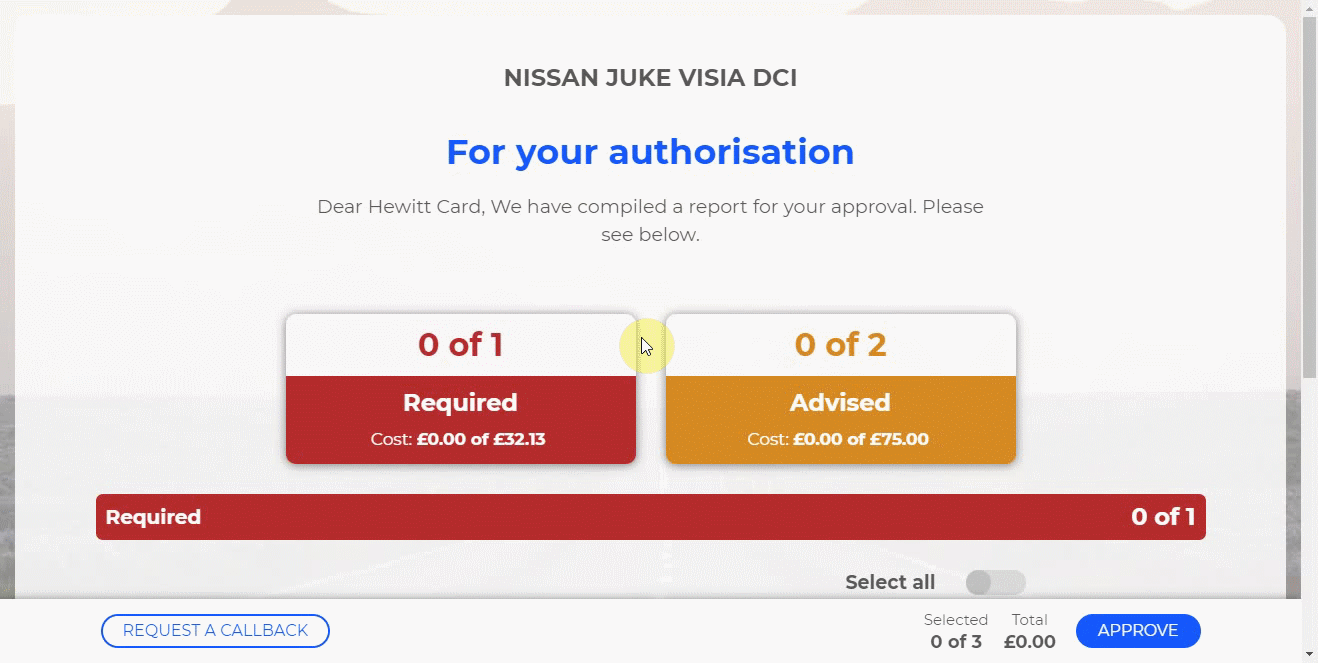 NISSAN JUKE VISIA DCI
For your authorisation
Dear Hewitt Card, We have compiled a report for your approval. Please
see below.
0 of 1
Required
Cost: £0.00 of £32.13
0 of 2
Advised
Cost: £0.00 of £75.00
Required 0 of 1
Select all
REQUEST A CALLBACK
Selected
0 of 3
Total
£0.00
APPROVE